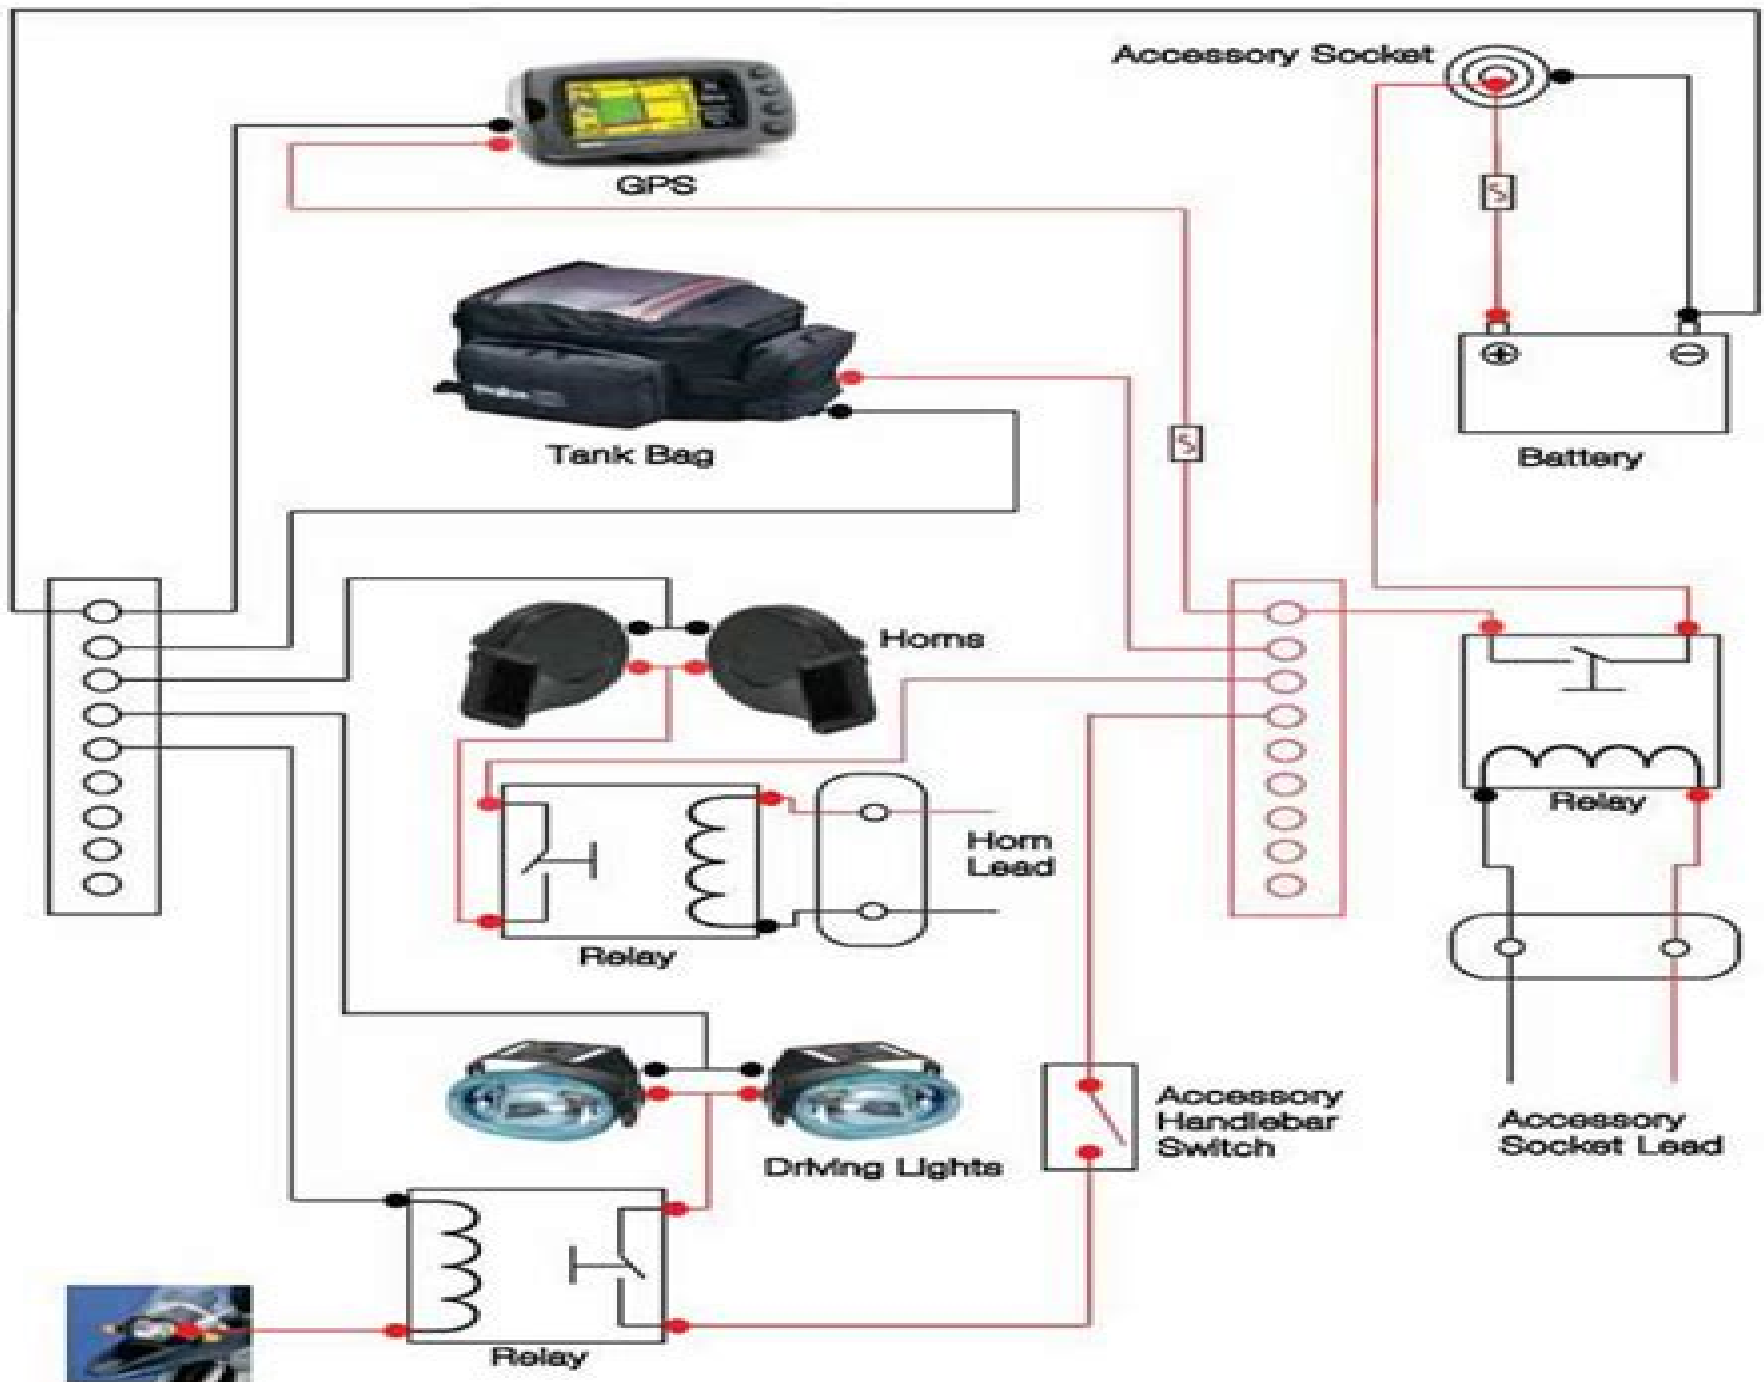 Accessory Socket
GPS
Tank Bag
Battery
Horns
Relay
Horn
Lead
Relay
Accessory
Handlebar
Switch
Accessory
Socket Lead
Driving Lights
Relay